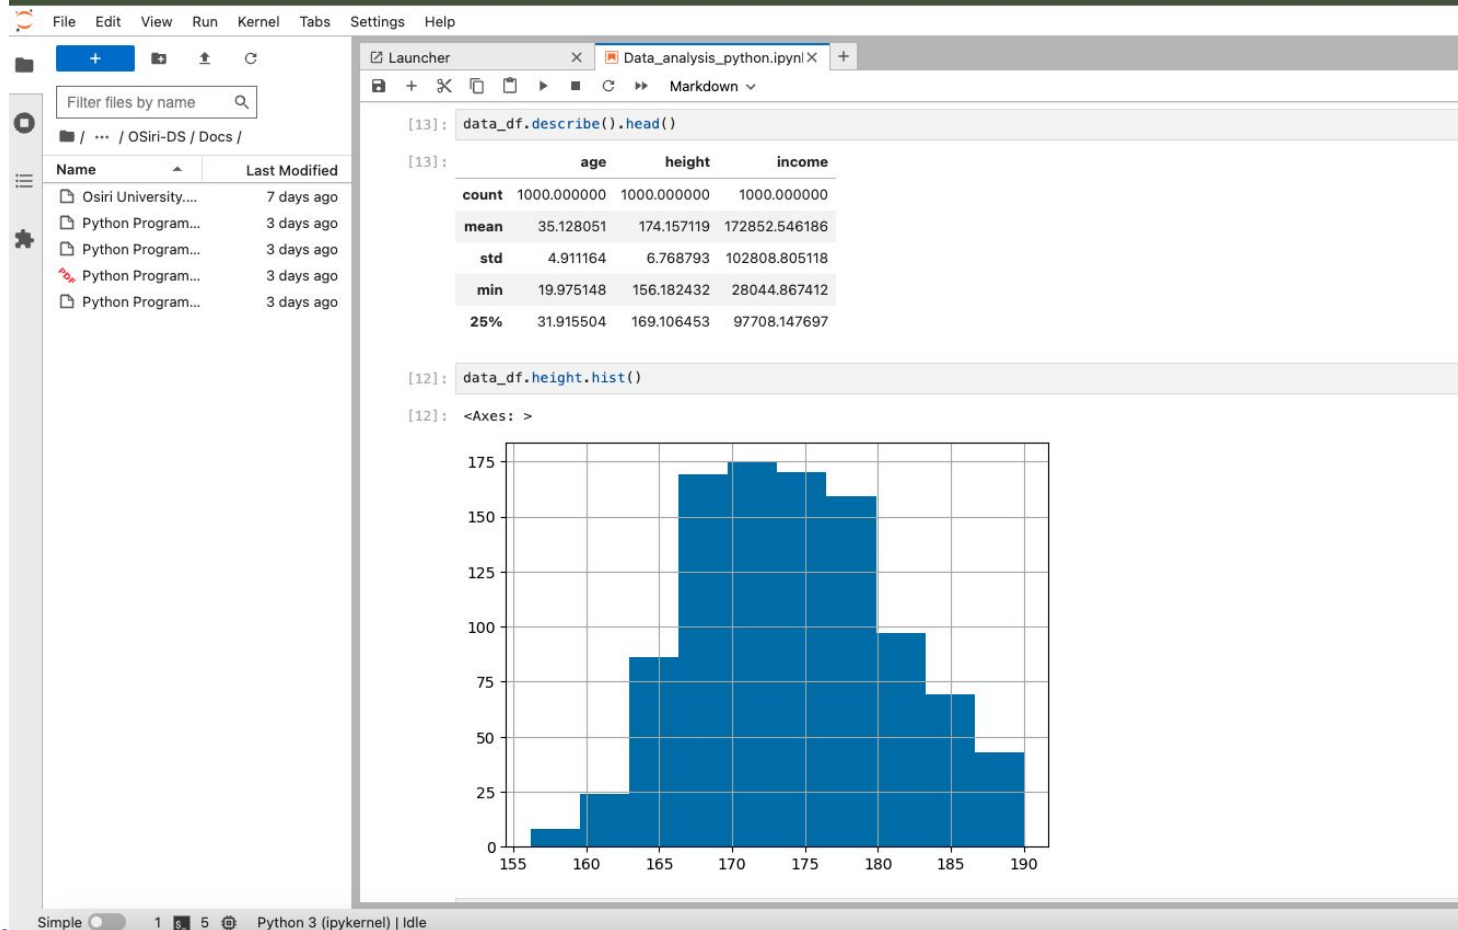 File Edit View Run Kernel Tabs Settings Help
+
Filter files by name
/ ··· / OSiri-DS / Docs /
Name Last Modified
Osiri University.... 7 days ago
Python Program... 3 days ago
Python Program... 3 days ago
PDF Python Program... 3 days ago
Python Program... 3 days ago
Launcher × Data_analysis_python.ipynl × +
Markdown
[13]: data_df.describe().head()
[13]: age height income
count 1000.000000 1000.000000 1000.000000
mean 35.128051 174.157119 172852.546186
std 4.911164 6.768793 102808.805118
min 19.975148 156.182432 28044.867412
25% 31.915504 169.106453 97708.147697
[12]: data_df.height.hist()
[12]: <Axes: >
175
150
125
100
75
50
25
0
155 160 165 170 175 180 185 190
Simple 1 5 Python 3 (ipykernel) | Idle